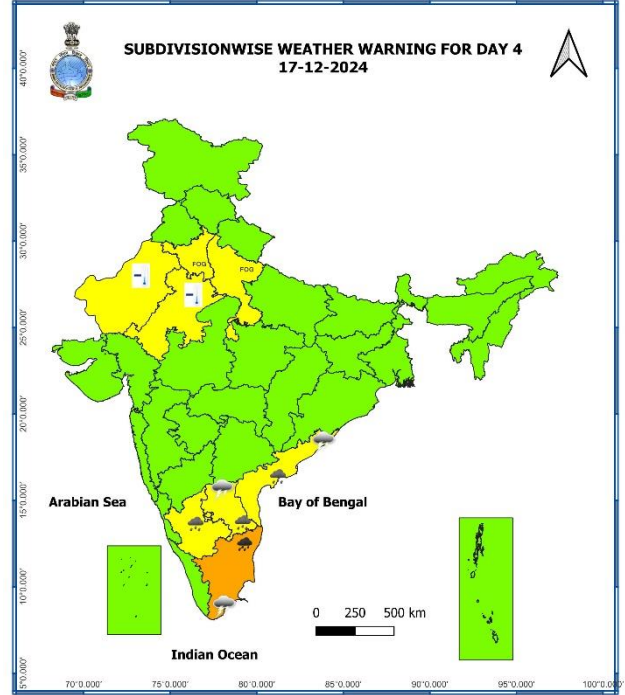 SUBDIVISIONWISE WEATHER WARNING FOR DAY 4
17-12-2024
40°0.000'
35°0.000'
30°0.000'
25°0.000'
20°0.000'
15°0.000'
10°0.000'
5°0.000'
FOG
FOG
Arabian Sea
Bay of Bengal
0 250 500 km
Indian Ocean
70°0.000' 75°0.000' 80°0.000' 85°0.000' 90°0.000' 95°0.000' 100°0.000'